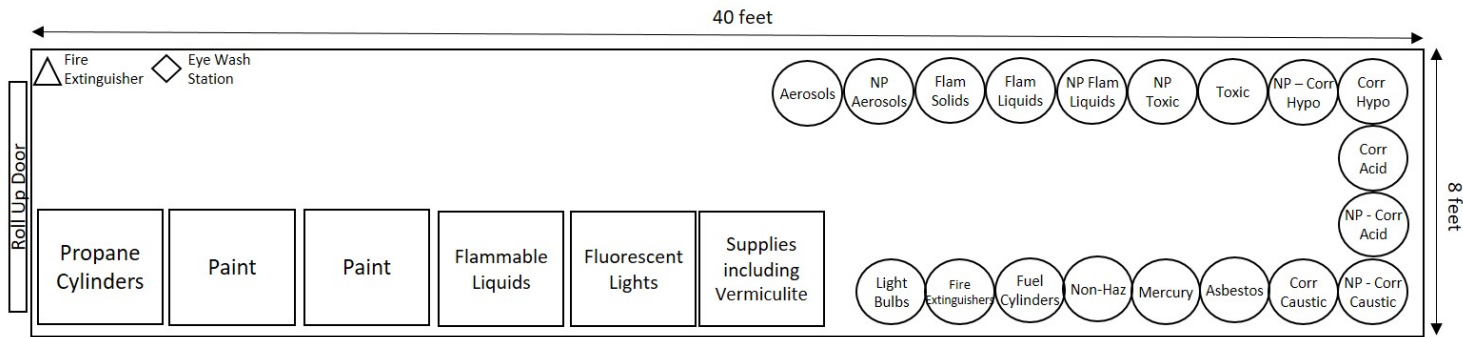 40 feet
Fire
Extinguisher
Eye Wash
Station
Aerosols
NP
Aerosols
Flam
Solids
Flam
Liquids
NP Flam
Liquids
NP
Toxic
Toxic
NP – Corr
Hypo
Corr
Hypo
Corr
Acid
NP - Corr
Acid
8 feet
Roll Up Door
Propane
Cylinders
Paint
Paint
Flammable
Liquids
Fluorescent
Lights
Supplies
including
Vermiculite
Light
Bulbs
Fire
Extinguishers
Fuel
Cylinders
Non-Haz
Mercury
Asbestos
Corr
Caustic
NP - Corr
Caustic